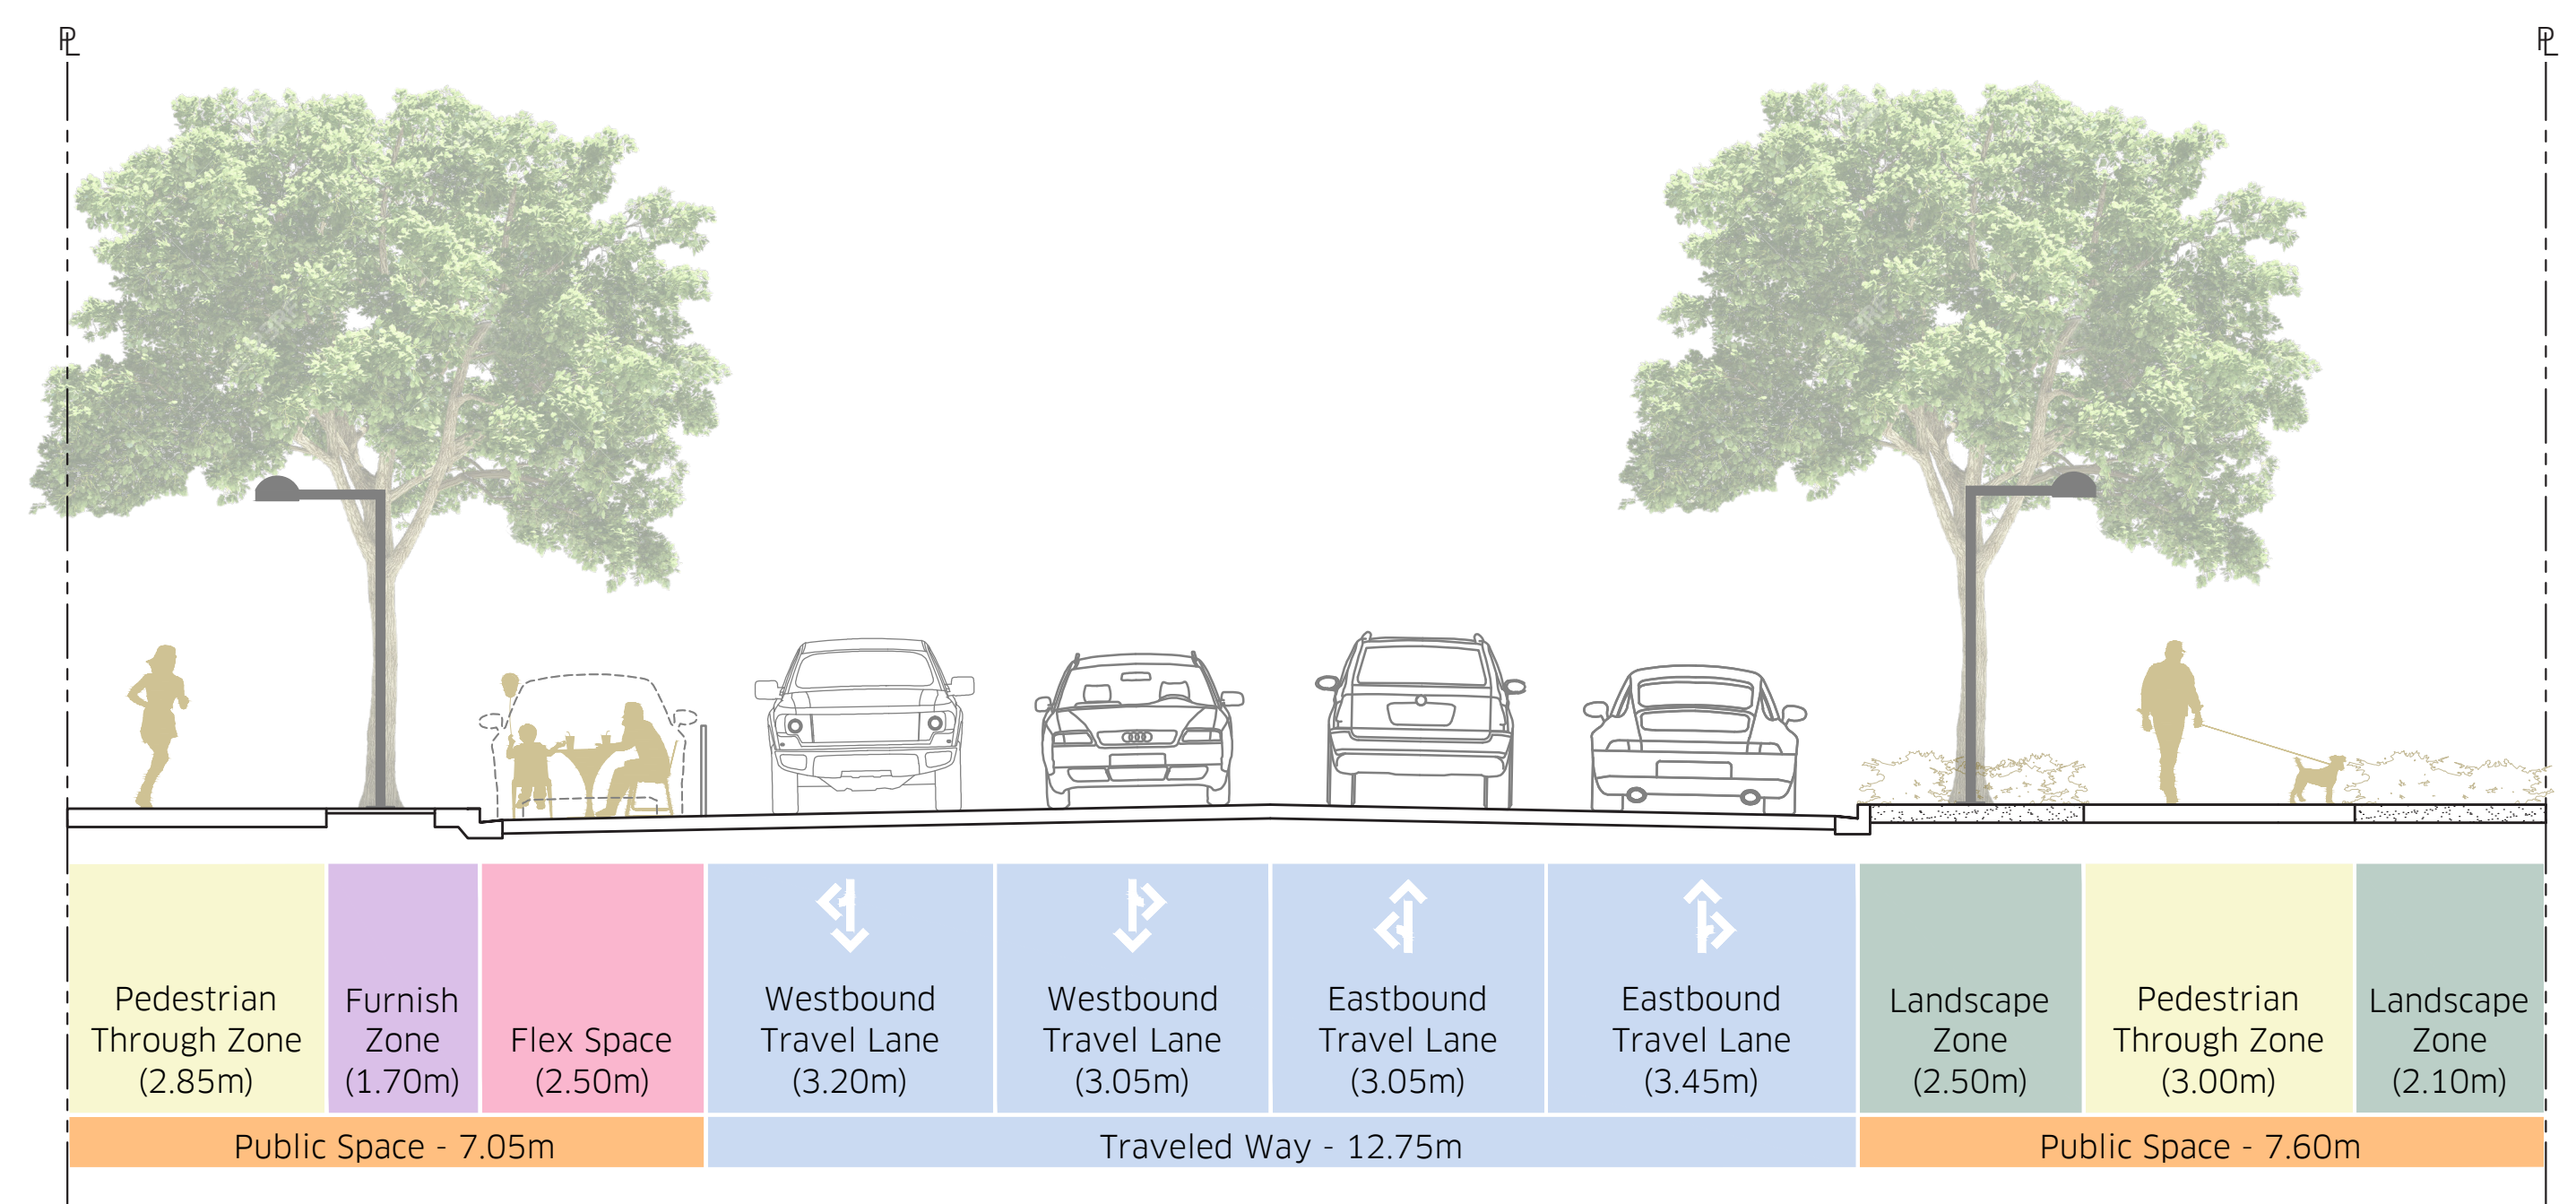 PL
PL
Pedestrian
Through Zone
(2.85m)
Furnish
Zone
(1.70m)
Flex Space
(2.50m)
Westbound
Travel Lane
(3.20m)
Westbound
Travel Lane
(3.05m)
Eastbound
Travel Lane
(3.05m)
Eastbound
Travel Lane
(3.45m)
Landscape
Zone
(2.50m)
Pedestrian
Through Zone
(3.00m)
Landscape
Zone
(2.10m)
Public Space - 7.05m
Traveled Way - 12.75m
Public Space - 7.60m